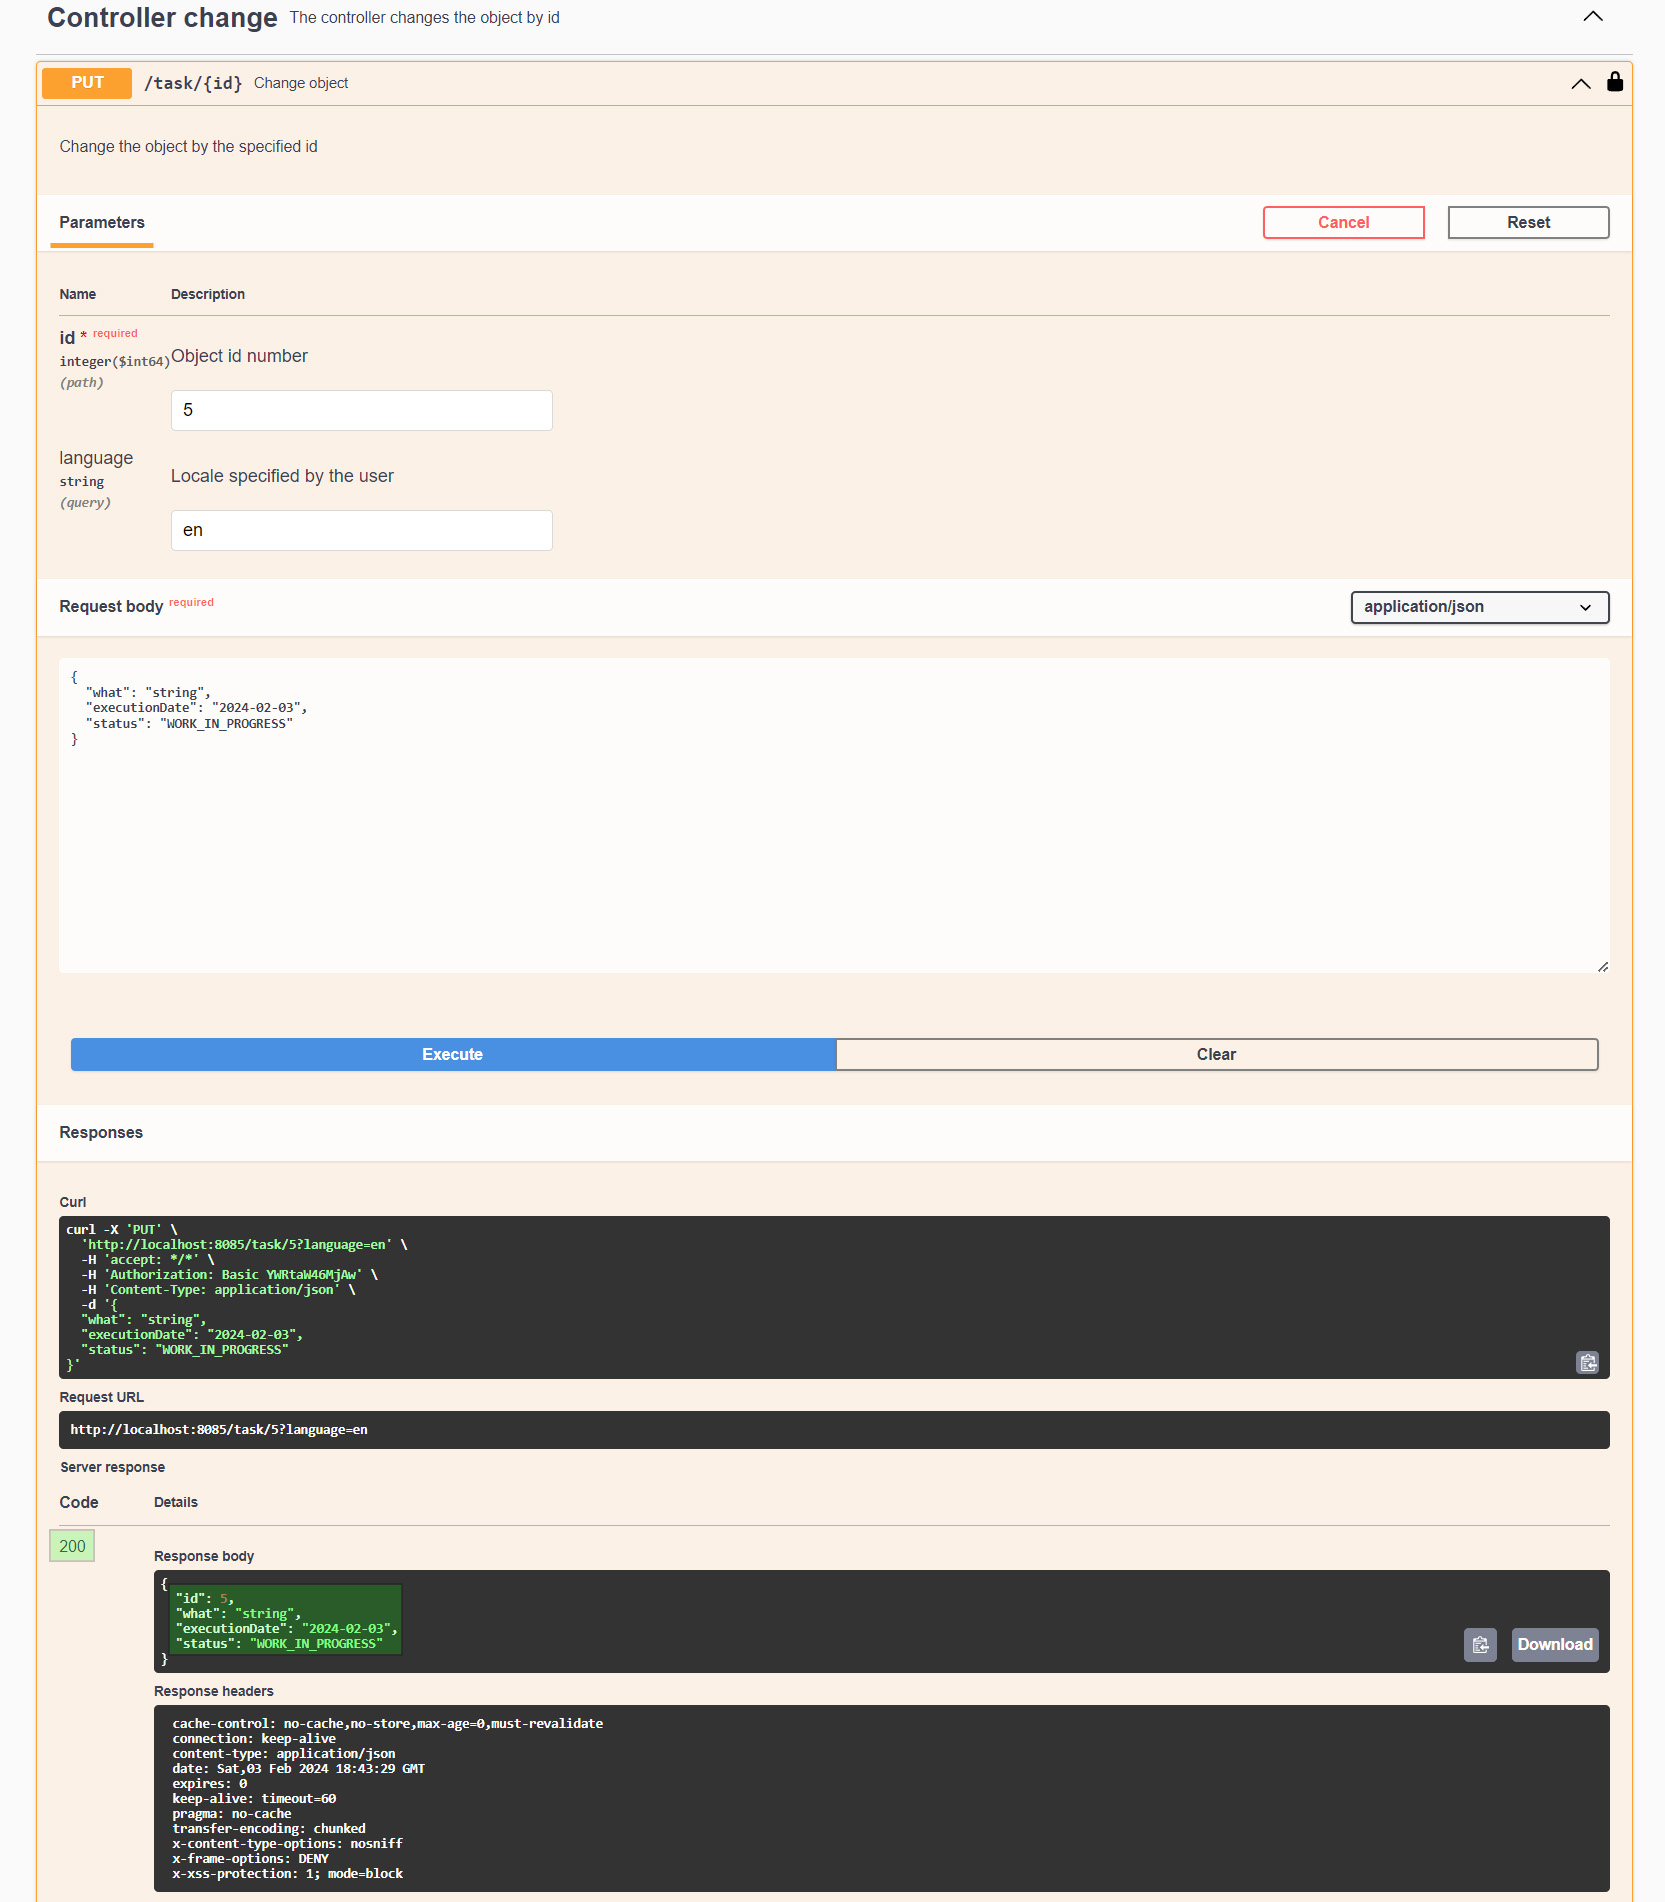 Controller change The controller changes the object by id
PUT /task/{id} Change object
Change the object by the specified id
Parameters Cancel Reset
Name Description
id * required
integer($int64)
(path)
Object id number
5
language
string
(query)
Locale specified by the user
en
Request body required application/json
{
  "what": "string",
  "executionDate": "2024-02-03",
  "status": "WORK_IN_PROGRESS"
}
Execute Clear
Responses
Curl
curl -X 'PUT' \
  'http://localhost:8085/task/5?language=en' \
  -H 'accept: */*' \
  -H 'Authorization: Basic YWRtaW46MjAw' \
  -H 'Content-Type: application/json' \
  -d '{
  "what": "string",
  "executionDate": "2024-02-03",
  "status": "WORK_IN_PROGRESS"
}'
Request URL
http://localhost:8085/task/5?language=en
Server response
Code Details
200
Response body
{
  "id": 5,
  "what": "string",
  "executionDate": "2024-02-03",
  "status": "WORK_IN_PROGRESS"
}
Download
Response headers
cache-control: no-cache,no-store,max-age=0,must-revalidate
connection: keep-alive
content-type: application/json
date: Sat,03 Feb 2024 18:43:29 GMT
expires: 0
keep-alive: timeout=60
pragma: no-cache
transfer-encoding: chunked
x-content-type-options: nosniff
x-frame-options: DENY
x-xss-protection: 1; mode=block